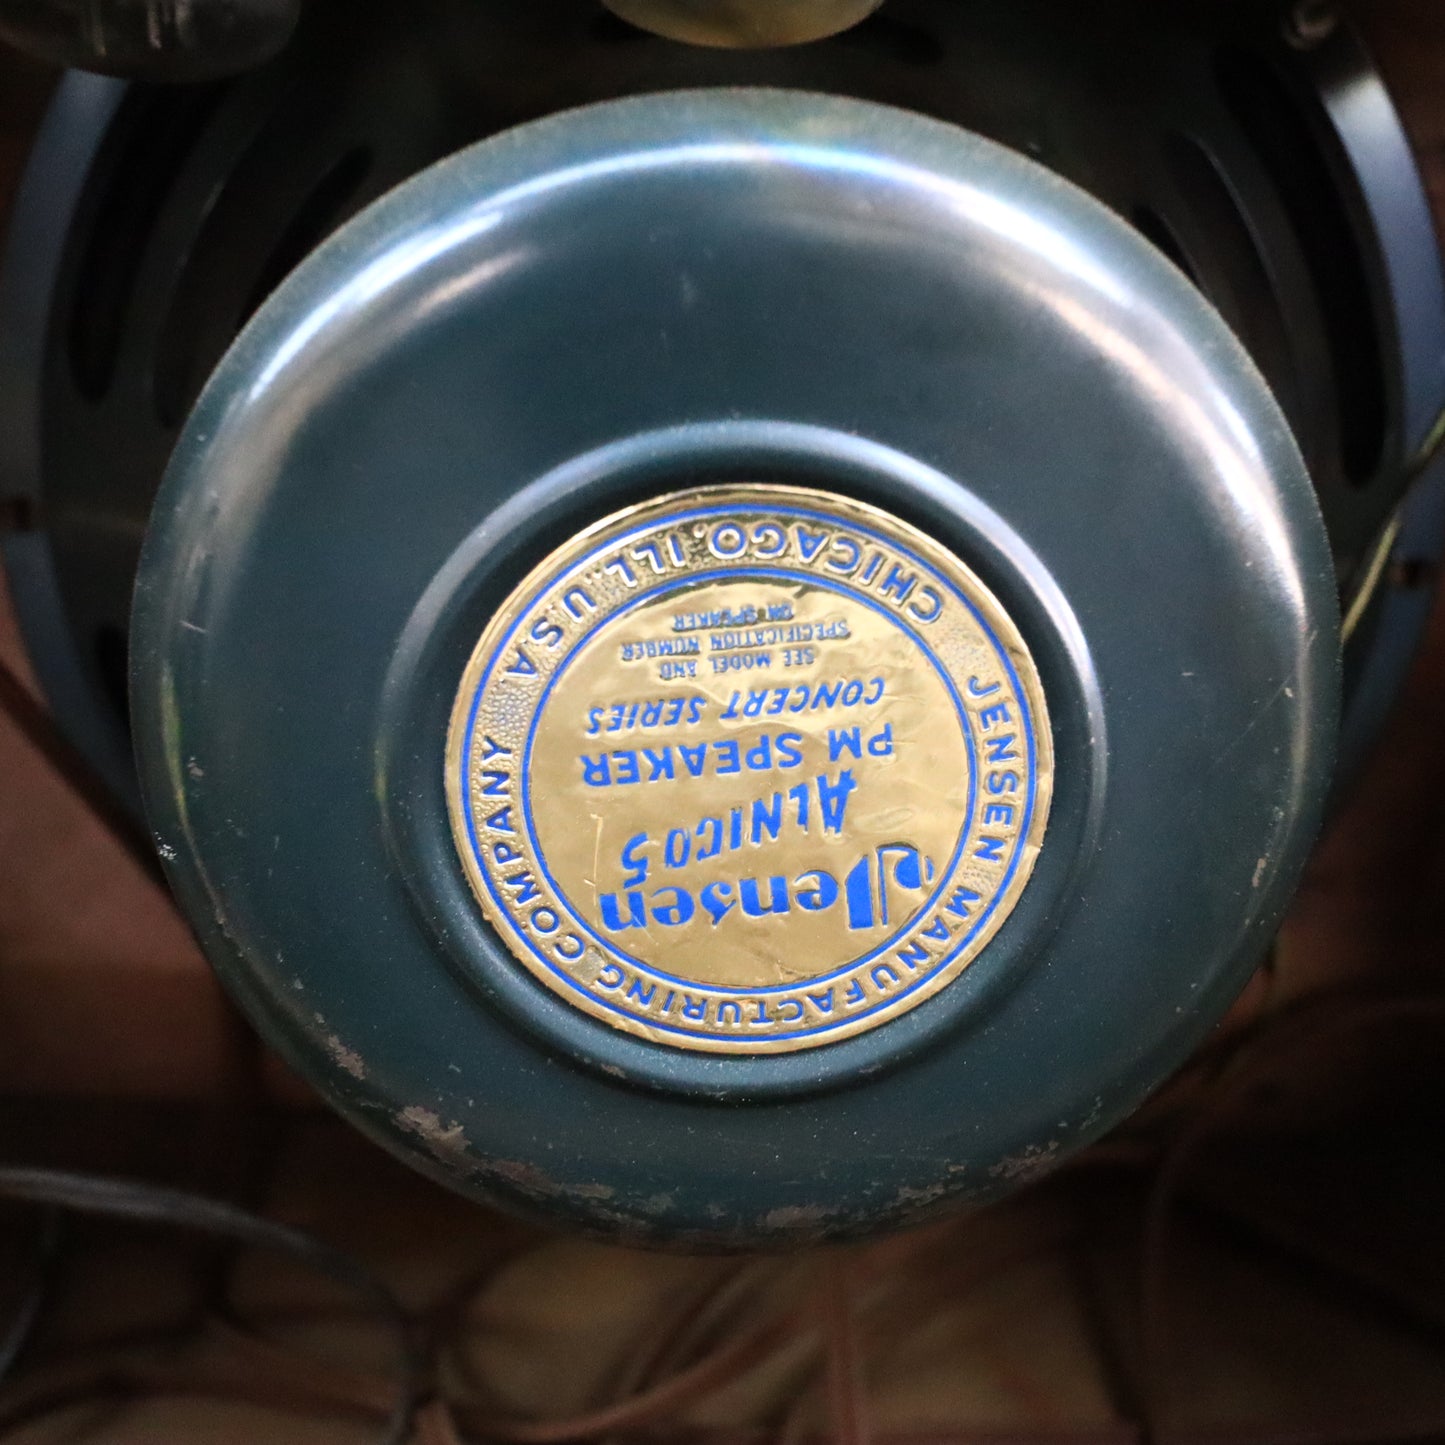 JENSEN MANUFACTURING COMPANY
Jensen
ALNICO 5
PM SPEAKER
CONCERT SERIES
SEE MODEL AND
SPECIFICATION NUMBER
ON SPEAKER
CHICAGO, ILL. U.S.A.